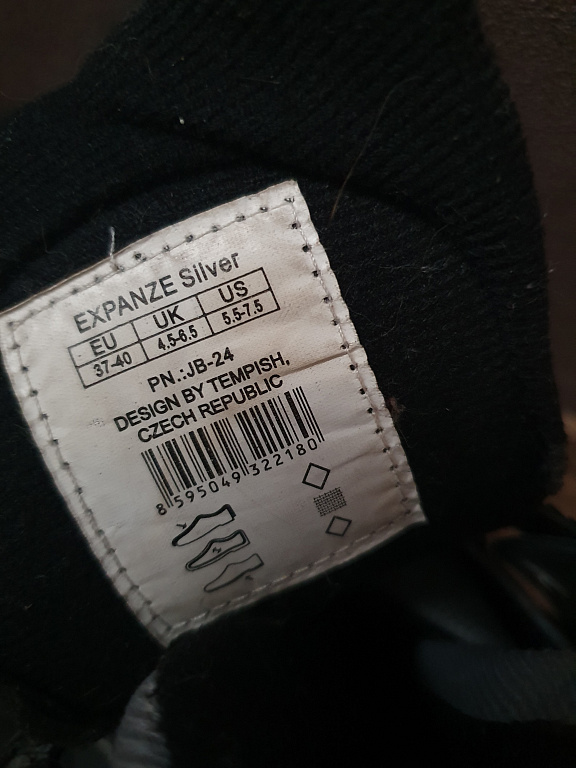 EXPANZE Silver
EU UK US
37-40 4.5-6.5 5.5-7.5
PN.:JB-24
DESIGN BY TEMPISH,
CZECH REPUBLIC
8 595049 322180